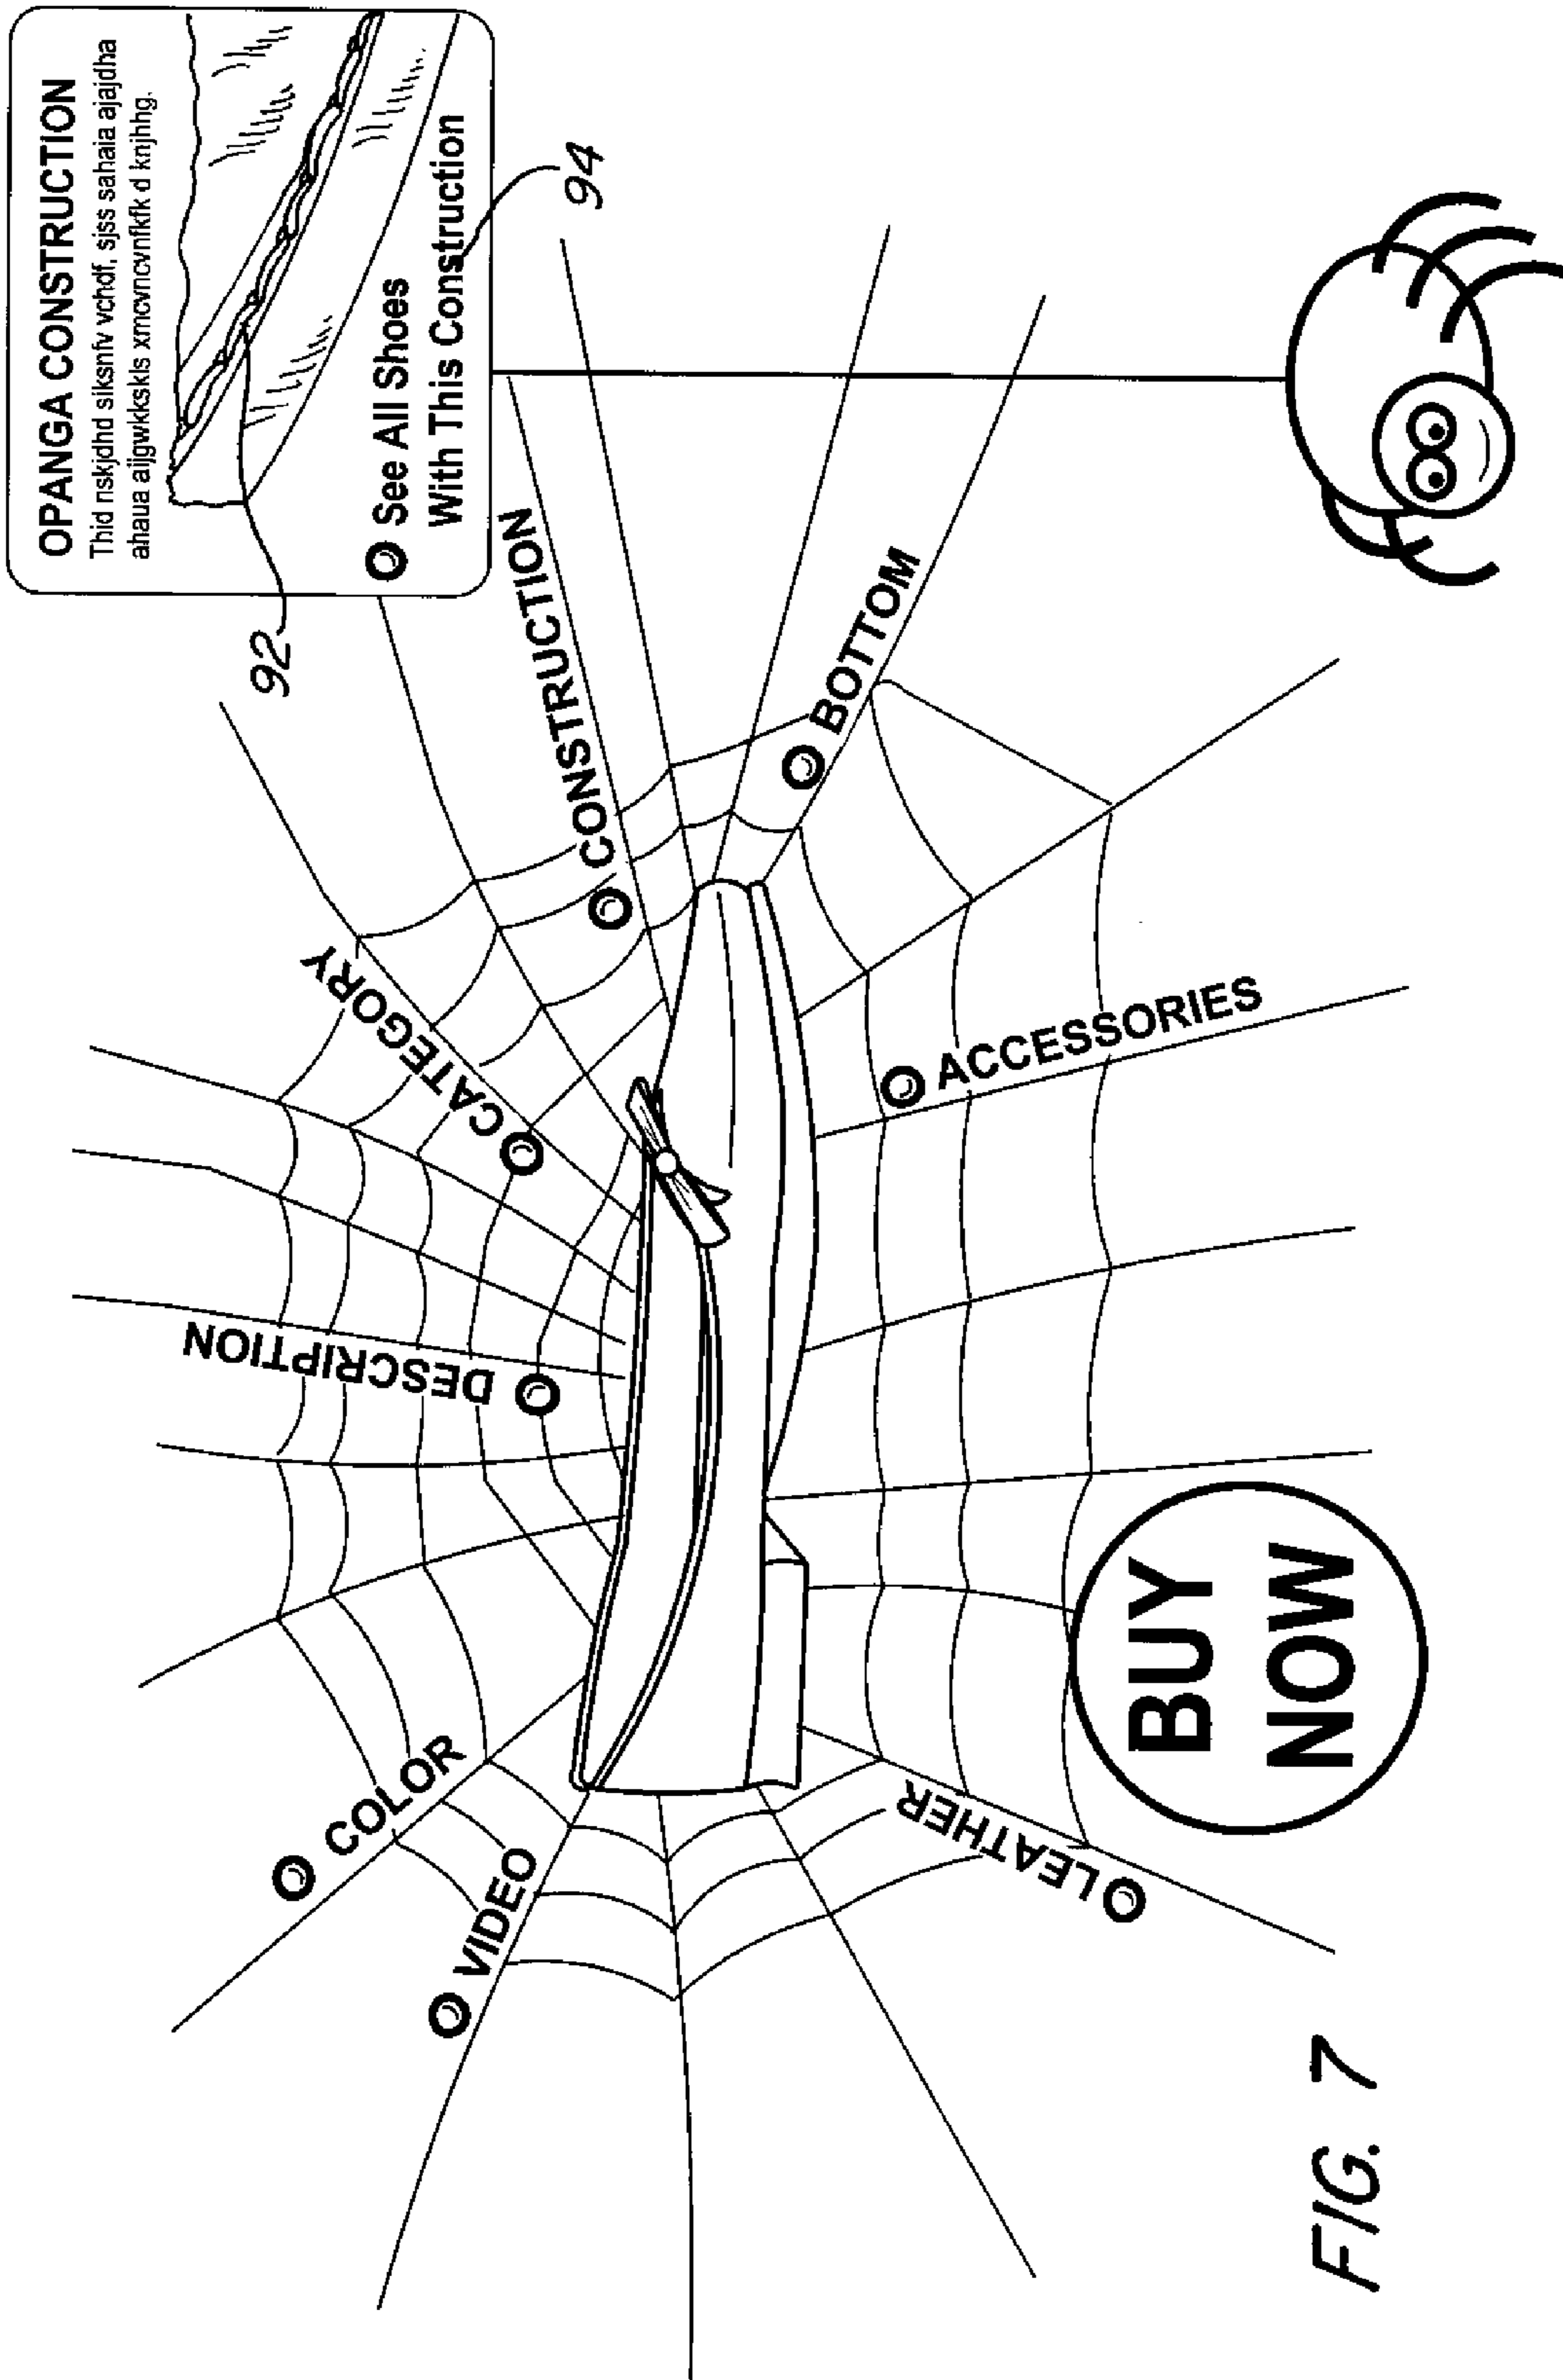 OPANGA CONSTRUCTION
Thid nskjdhd siksnfv vchdf, sjss sahaia ajajdha
ahaua aijgwkkskls xmcvncvnfkfk d knjhhg.
See All Shoes
With This Construction
92
94
DESCRIPTION
CATEGORY
CONSTRUCTION
COLOR
VIDEO
BOTTOM
ACCESSORIES
LEATHER
BUY
NOW
FIG. 7